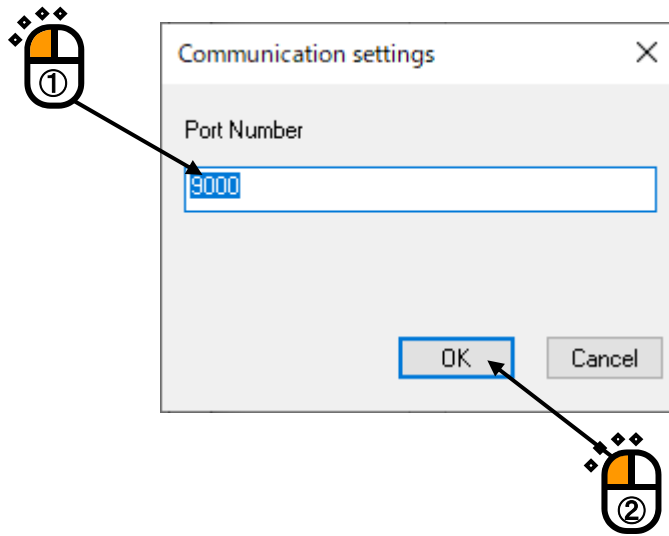 ①
Communication settings
Port Number
9000
OK
Cancel
②